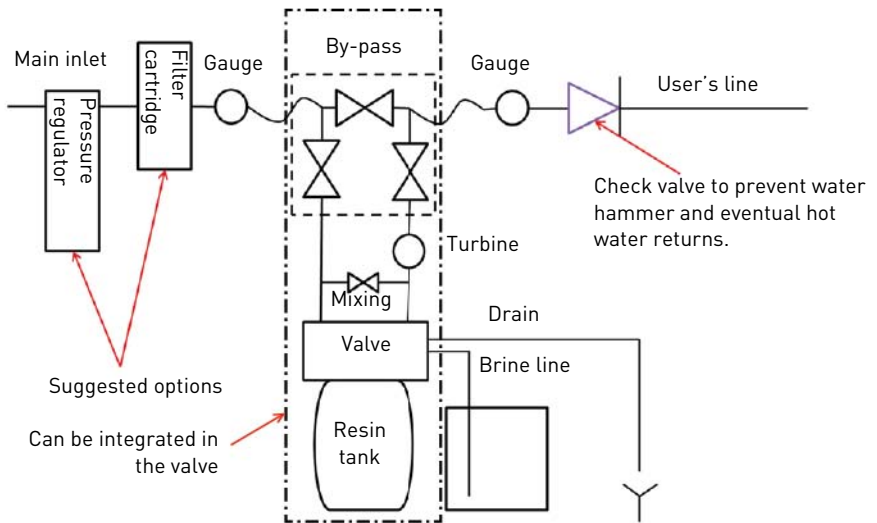 By-pass
Main inlet
Pressure
regulator
Filter
cartridge
Gauge
Gauge
User's line
Check valve to prevent water
hammer and eventual hot
water returns.
Turbine
Mixing
Valve
Drain
Brine line
Suggested options
Can be integrated in
the valve
Resin
tank